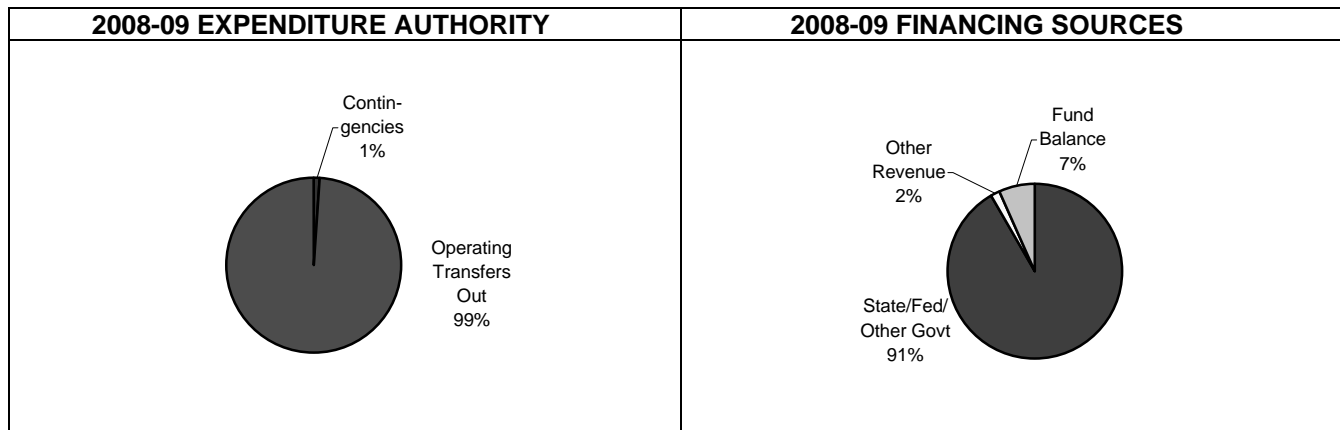 2008-09 EXPENDITURE AUTHORITY
Contin-
gencies
1%
Operating
Transfers
Out
99%
2008-09 FINANCING SOURCES
Fund
Balance
7%
Other
Revenue
2%
State/Fed/
Other Govt
91%